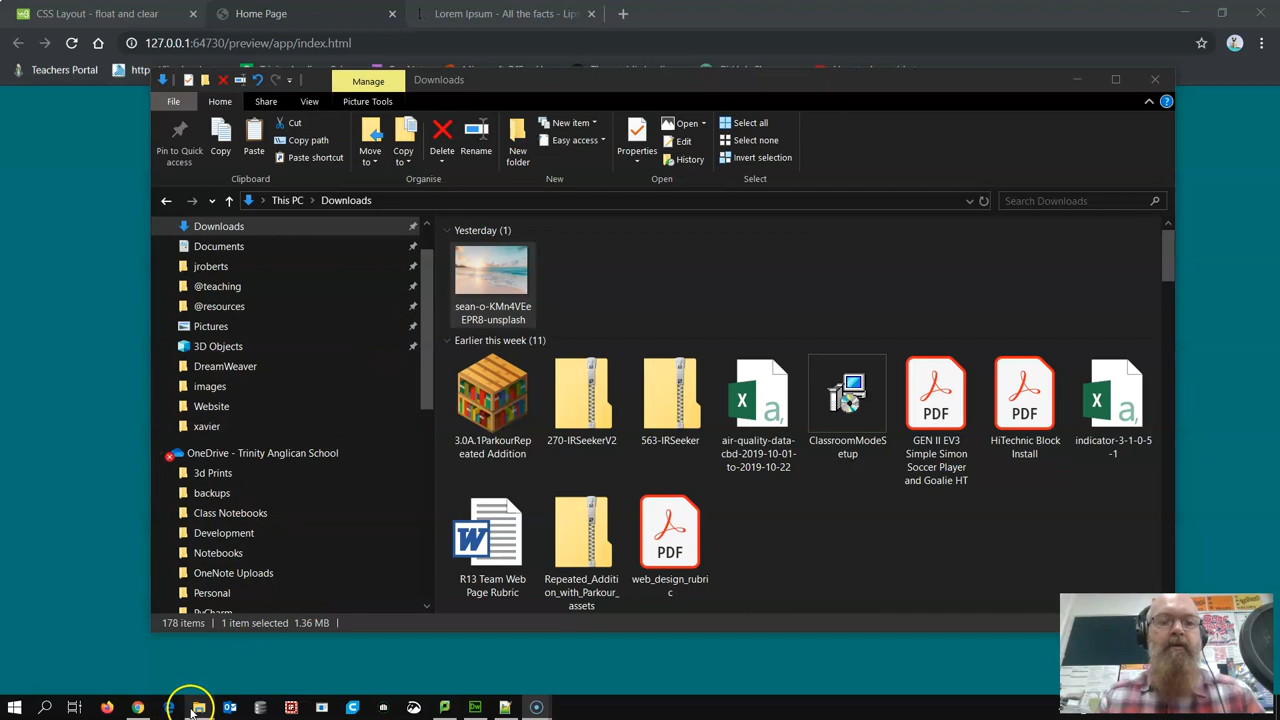 CSS Layout - float and clear
Home Page
Lorem Ipsum - All the facts - Lip
127.0.0.1:64730/preview/app/index.html
Teachers Portal
http
Manage
Downloads
File
Home
Share
View
Picture Tools
Pin to Quick access
Copy
Paste
Cut
Copy path
Paste shortcut
Clipboard
Move to
Copy to
Delete
Rename
Organise
New folder
New item
Easy access
New
Properties
Open
Edit
History
Open
Select all
Select none
Invert selection
Select
This PC > Downloads
Search Downloads
Downloads
Documents
jroberts
@teaching
@resources
Pictures
3D Objects
DreamWeaver
images
Website
xavier
OneDrive - Trinity Anglican School
3d Prints
backups
Class Notebooks
Development
Notebooks
OneNote Uploads
Personal
PyCharm
Yesterday (1)
sean-o-KMn4VEe
EPR8-unsplash
Earlier this week (11)
3.0A.1ParkourRep
eated Addition
270-IRSeekerV2
563-IRSeeker
air-quality-data-
cbd-2019-10-01-
to-2019-10-22
ClassroomModeS
etup
GEN II EV3
Simple Simon
Soccer Player
and Goalie HT
HiTechnic Block
Install
indicator-3-1-0-5
-1
R13 Team Web
Page Rubric
Repeated_Additi
on_with_Parkour_
assets
web_design_rubri
c
178 items
1 item selected 1.36 MB